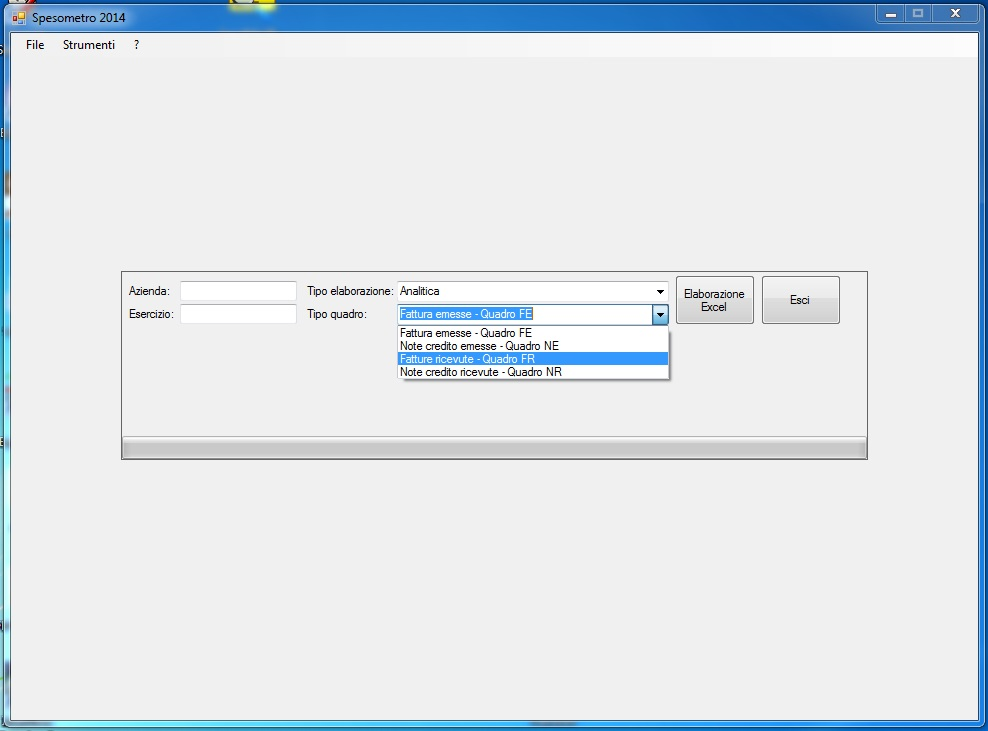 Spesometro 2014
File Strumenti ?
Azienda: Tipo elaborazione: Analitica
Elaborazione Excel
Esci
Esercizio: Tipo quadro: Fattura emesse - Quadro FE
Fattura emesse - Quadro FE
Note credito emesse - Quadro NE
Fatture ricevute - Quadro FR
Note credito ricevute - Quadro NR